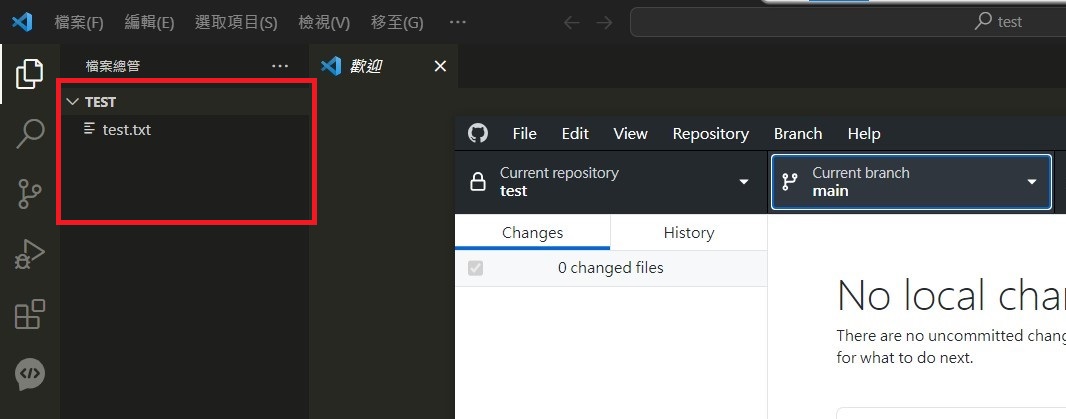 檔案(F) 編輯(E) 選取項目(S) 檢視(V) 移至(G) ··· test
檔案總管 ···
歡迎
TEST
test.txt
File Edit View Repository Branch Help
Current repository
test
Current branch
main
Changes History
0 changed files
No local cha
There are no uncommitted chang
for what to do next.